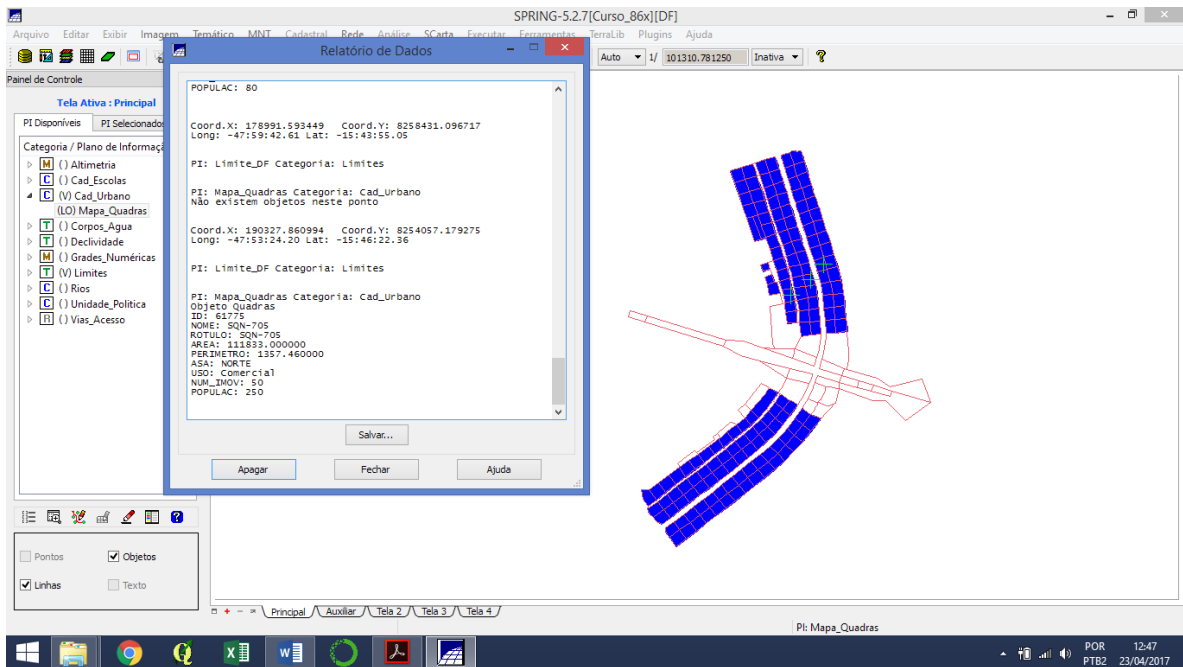 SPRING-5.2.7[Curso_86x][DF]
Arquivo Editar Exibir Imagem Temático MNT Cadastral Rede Análise SCarta Executar Ferramentas TerraLib Plugins Ajuda
Relatório de Dados
Auto 1/ 101310.781250 Inativa
Painel de Controle
Tela Ativa : Principal
PI Disponíveis PI Selecionados
Categoria / Plano de Informaçã
M () Altimetria
C () Cad_Escolas
C (V) Cad_Urbano
(LO) Mapa_Quadras
T () Corpos_Agua
T () Declividade
M () Grades_Numéricas
T (V) Limites
C () Rios
C () Unidade_Politica
R () Vias_Acesso
Pontos Objetos
Linhas Texto
POPULAC: 80
Coord.X: 178991.593449 Coord.Y: 8258431.096717
Long: -47:59:42.61 Lat: -15:43:55.05
PI: Limite_DF Categoria: Limites
PI: Mapa_Quadras Categoria: Cad_Urbano
Não existem objetos neste ponto
Coord.X: 190327.860994 Coord.Y: 8254057.179275
Long: -47:53:24.20 Lat: -15:46:22.36
PI: Limite_DF Categoria: Limites
PI: Mapa_Quadras Categoria: Cad_Urbano
Objeto Quadras
ID: 61775
NOME: SQN-705
ROTULO: SQN-705
AREA: 111833.000000
PERIMETRO: 1357.460000
ASA: NORTE
USO: Comercial
NUM_IMOV: 50
POPULAC: 250
Salvar...
Apagar Fechar Ajuda
Principal Auxiliar Tela 2 Tela 3 Tela 4
PI: Mapa_Quadras
POR 12:47
PTB2 23/04/2017